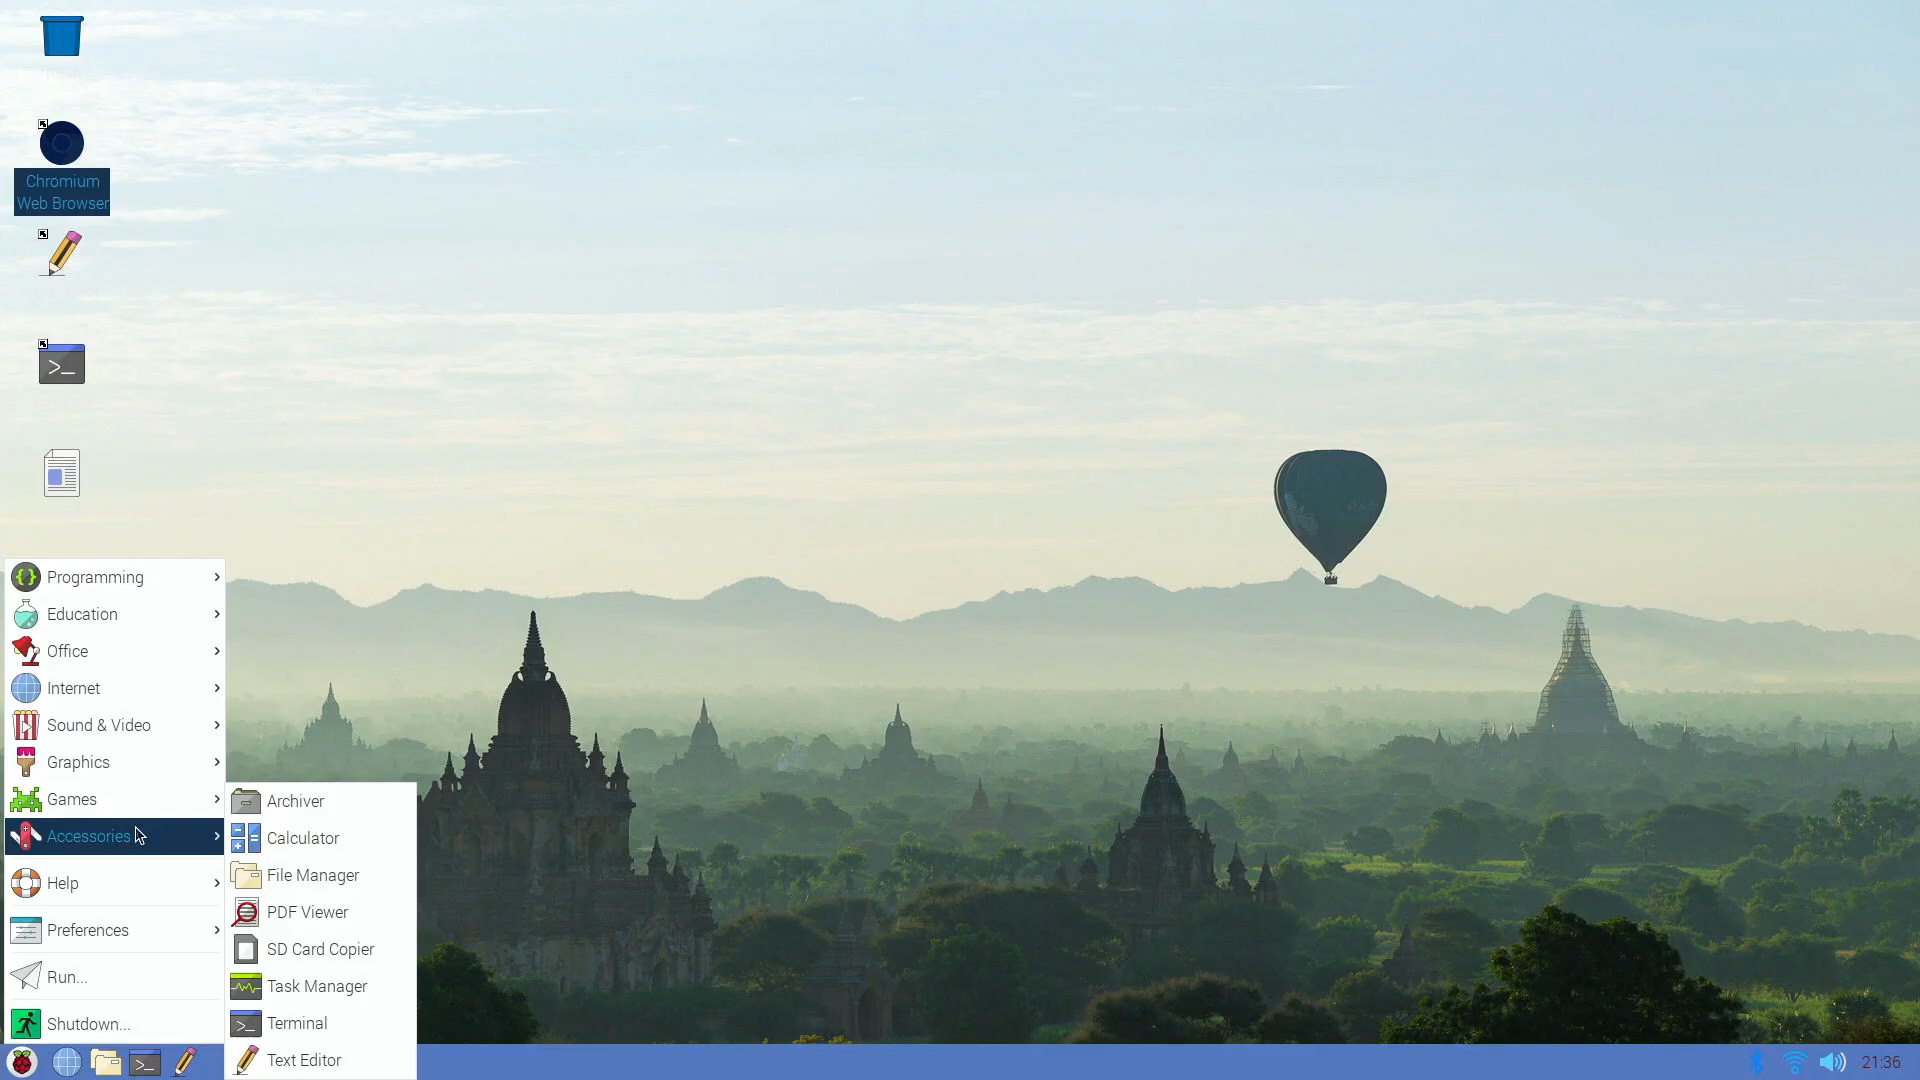 Chromium
Web Browser
Programming
Education
Office
Internet
Sound & Video
Graphics
Games
Accessories
Help
Preferences
Run...
Shutdown...
Archiver
Calculator
File Manager
PDF Viewer
SD Card Copier
Task Manager
Terminal
Text Editor
21:36